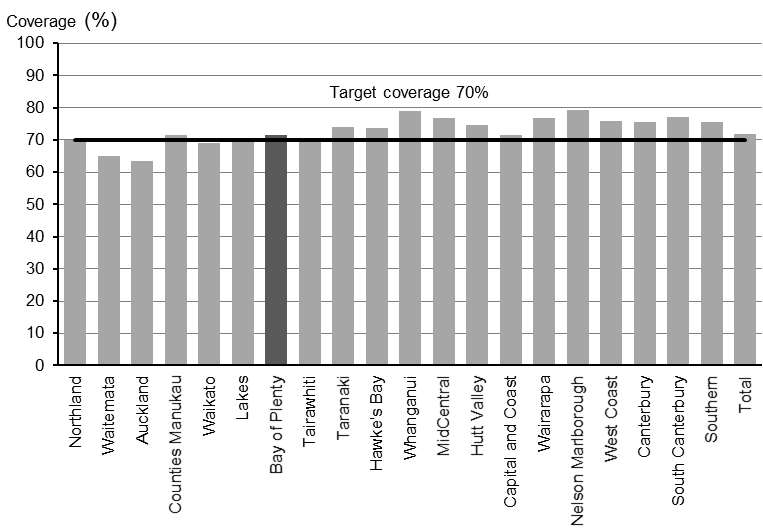 Coverage (%)
100
90
Target coverage 70%
80
70
60
50
40
30
20
10
0
Northland
Waitemata
Auckland
Counties Manukau
Waikato
Lakes
Bay of Plenty
Tairawhiti
Taranaki
Hawke's Bay
Whanganui
MidCentral
Hutt Valley
Capital and Coast
Wairarapa
Nelson Marlborough
West Coast
Canterbury
South Canterbury
Southern
Total